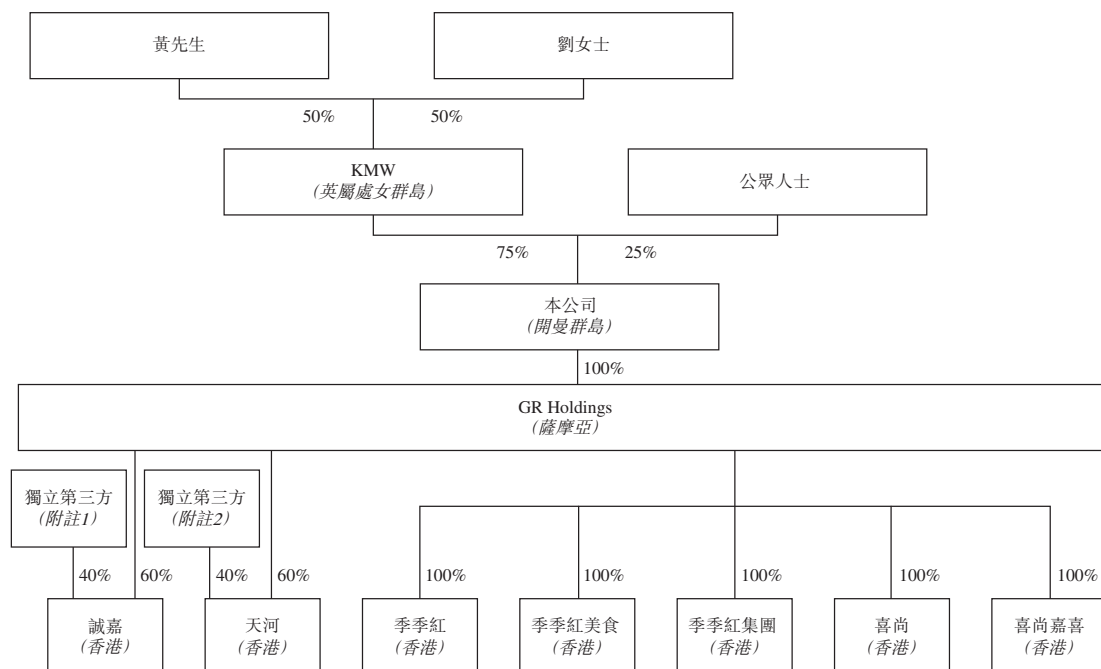 黃先生
劉女士
50%
50%
KMW
(英屬處女群島)
公眾人士
75%
25%
本公司
(開曼群島)
100%
GR Holdings
(薩摩亞)
獨立第三方
(附註1)
獨立第三方
(附註2)
40%
60%
40%
60%
100%
100%
100%
100%
100%
誠嘉
(香港)
天河
(香港)
季季紅
(香港)
季季紅美食
(香港)
季季紅集團
(香港)
喜尚
(香港)
喜尚嘉喜
(香港)